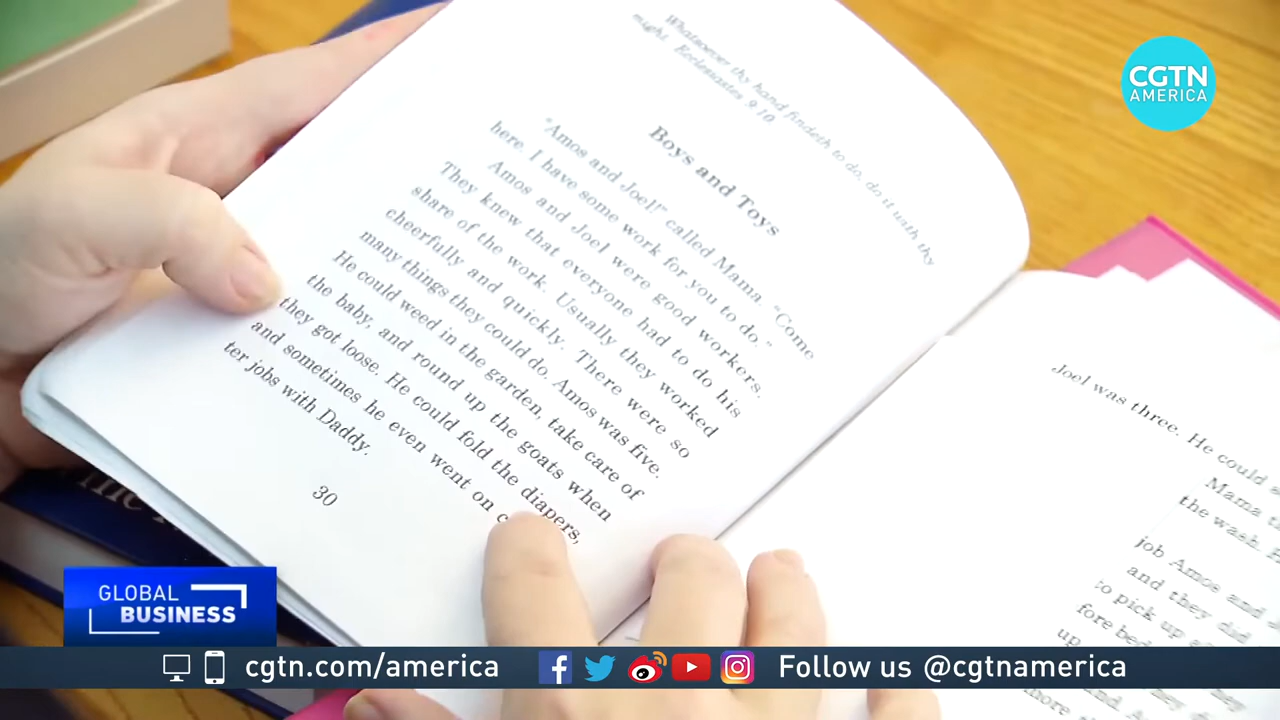 CGTN
AMERICA
Whatsoever thy hand findeth to do, do it with thy
might. Ecclesiastes 9:10
Boys and Toys
"Amos and Joel!" called Mama. "Come
here. I have some work for you to do."
Amos and Joel were good workers.
They knew that everyone had to do his
share of the work. Usually they worked
cheerfully and quickly. There were so
many things they could do. Amos was five.
He could weed in the garden, take care of
the baby, and round up the goats when
they got loose. He could fold the diapers,
and sometimes he even went on c
ter jobs with Daddy.
30
Joel was three. He could
Mama
the wash.
job Amos and
and they did
to pick up
fore bed
up
more
GLOBAL
BUSINESS
cgtn.com/america
Follow us @cgtnamerica